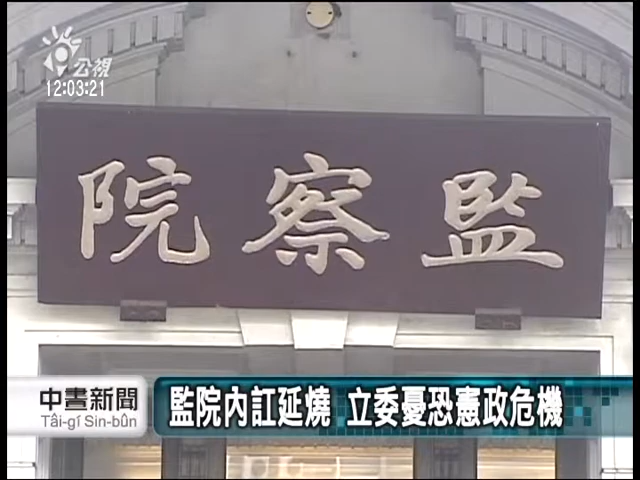 公視
12:03:21
監察院
中晝新聞
Tâi-gí Sin-bûn
監院內訌延燒 立委憂恐憲政危機